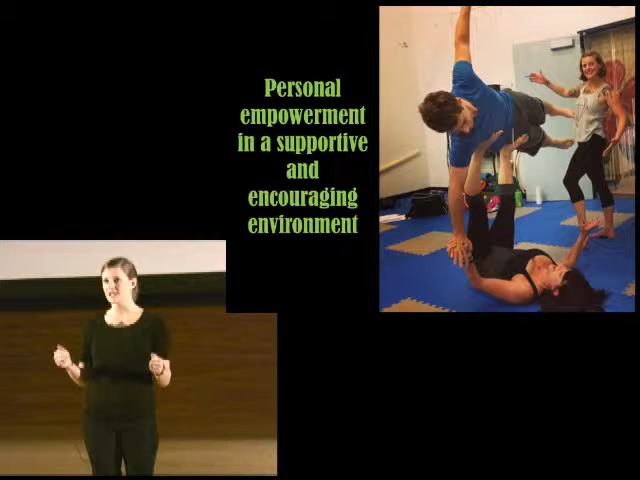 Personal
empowerment
in a supportive
and
encouraging
environment